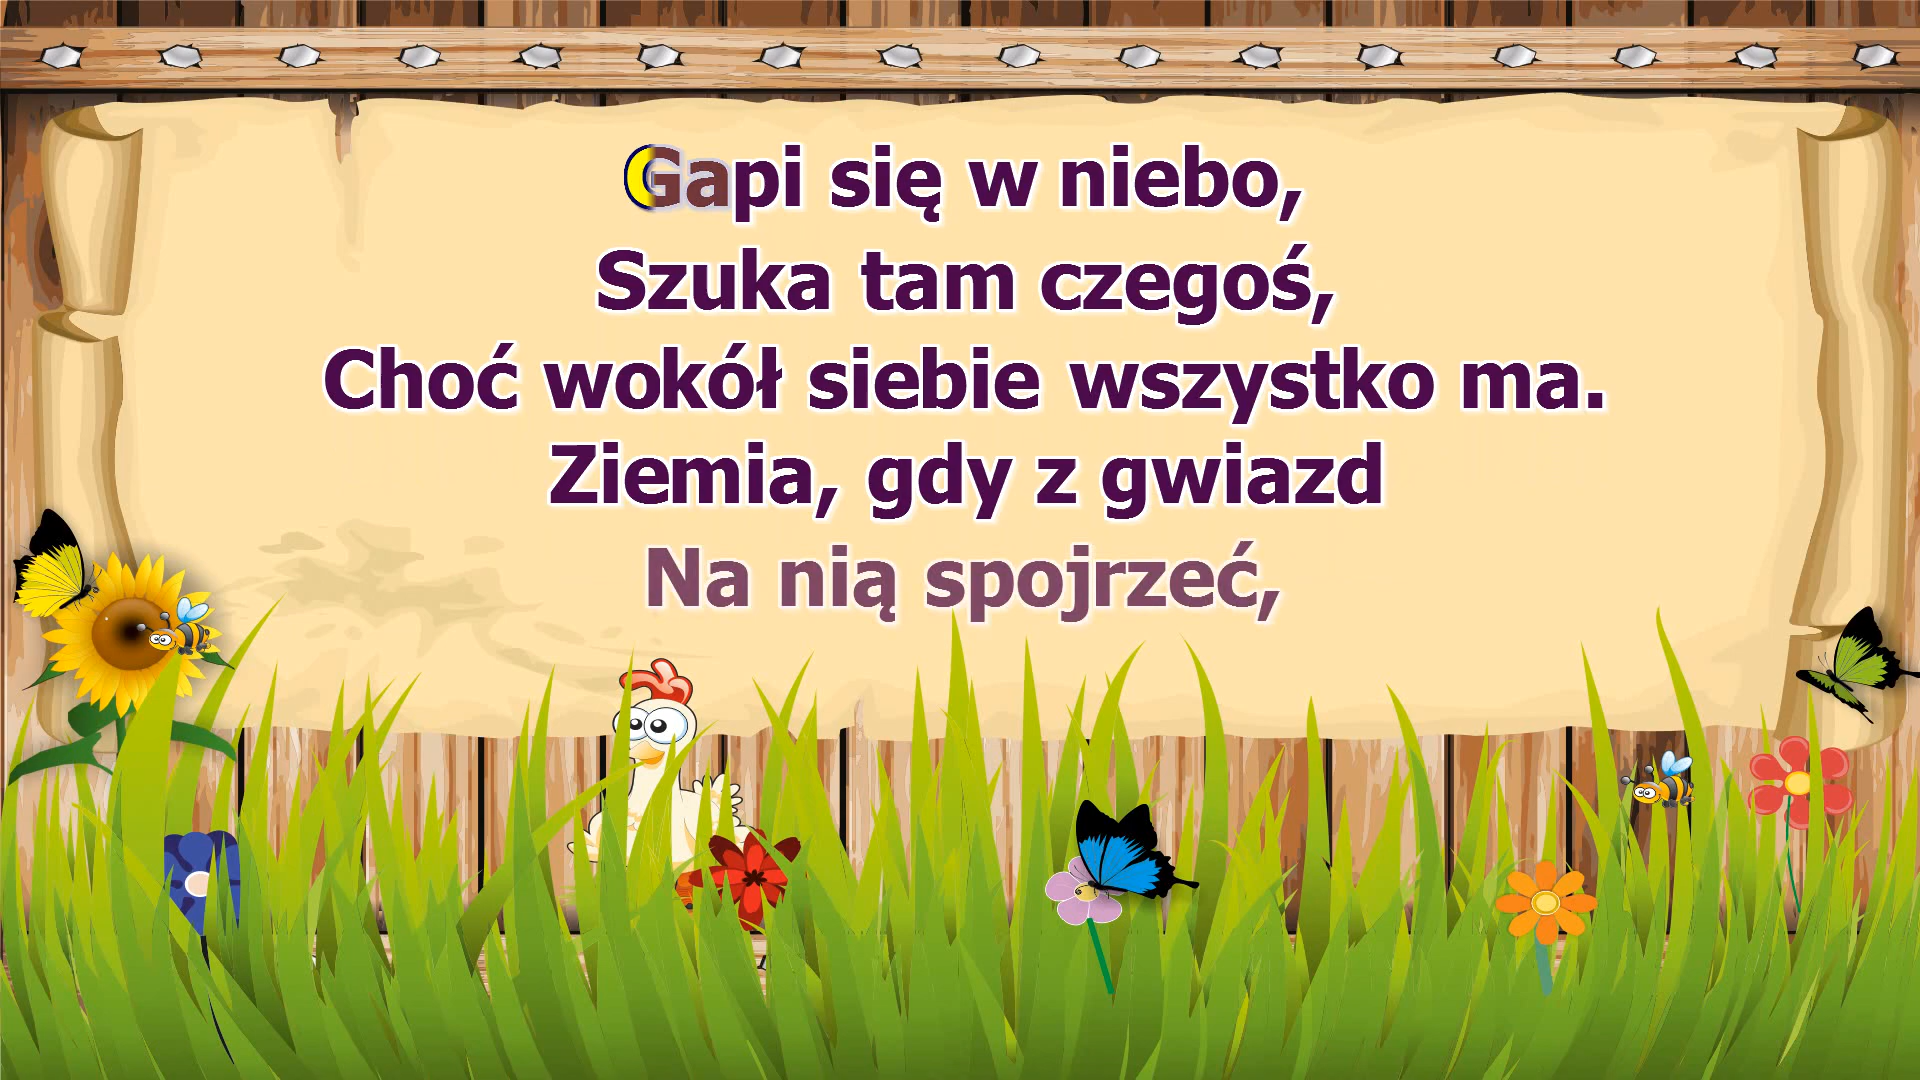 Gapi się w niebo,
Szuka tam czegoś,
Choć wokół siebie wszystko ma.
Ziemia, gdy z gwiazd
Na nią spojrzeć,